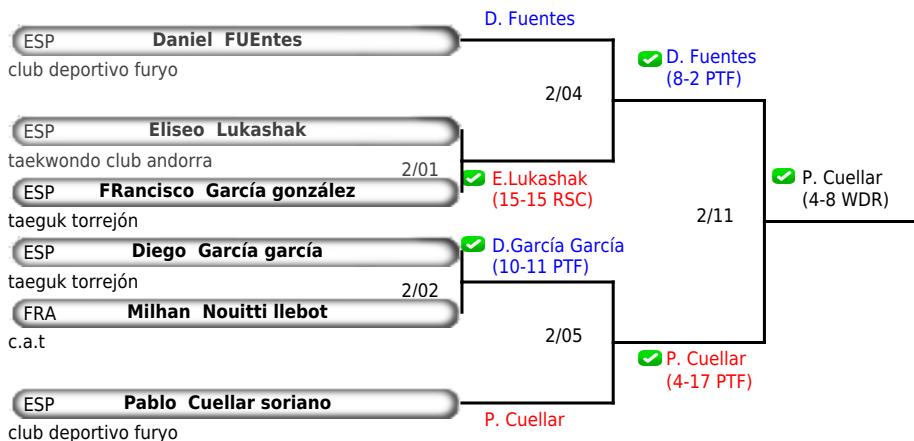 D. Fuentes
ESP Daniel FUEntes
club deportivo furyo
D. Fuentes
(8-2 PTF)
2/04
ESP Eliseo Lukashak
taekwondo club andorra
2/01
E.Lukashak
(15-15 RSC)
ESP FRancisco García gonzález
taeguk torrejón
P. Cuellar
(4-8 WDR)
2/11
ESP Diego García garcía
taeguk torrejón
D.García García
(10-11 PTF)
2/02
FRA Milhan Nouitti llebot
c.a.t
2/05
P. Cuellar
(4-17 PTF)
ESP Pablo Cuellar soriano
club deportivo furyo
P. Cuellar